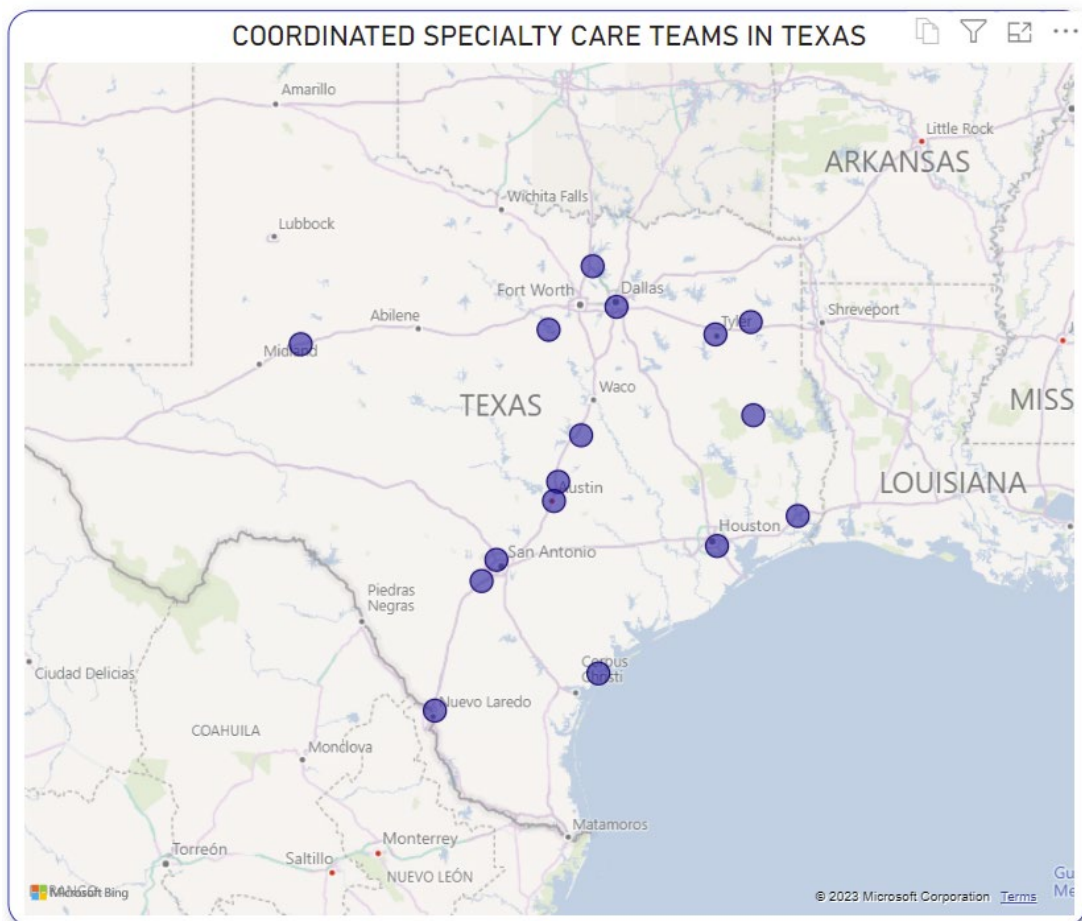 COORDINATED SPECIALTY CARE TEAMS IN TEXAS
Amarillo
Little Rock
ARKANSAS
Wichita Falls
Lubbock
Fort Worth
Dallas
Abilene
Tyler
Shreveport
Midland
TEXAS
Waco
MISS
Austin
LOUISIANA
Houston
San Antonio
Piedras
Negras
Corpus
Christi
Ciudad Delicias
Nuevo Laredo
COAHUILA
Monclova
Matamoros
Torreón
Monterrey
Saltillo
NUEVO LEÓN
Gu
Me
Microsoft Bing
© 2023 Microsoft Corporation Terms